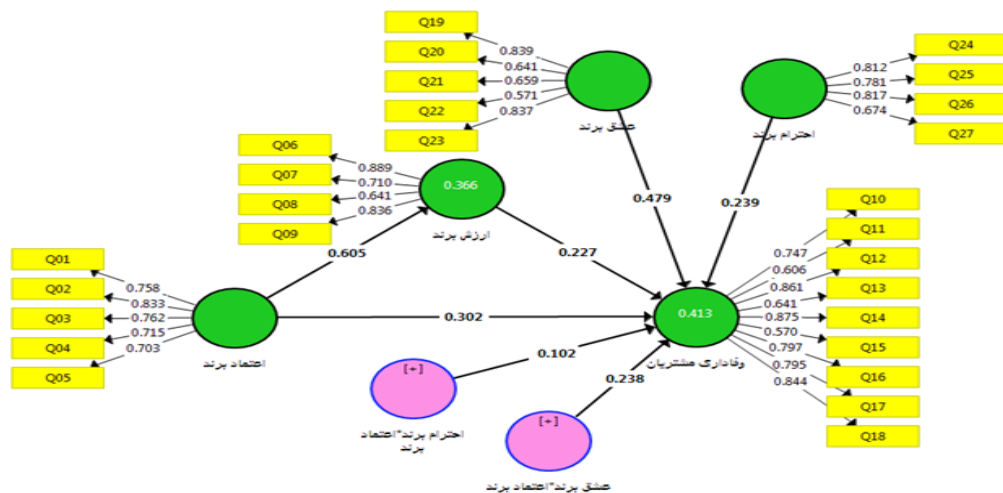 Q19
Q20
Q21
Q22
Q23
0.839
0.641
0.659
0.571
0.837
عشق برند
Q24
Q25
Q26
Q27
0.812
0.781
0.817
0.674
احترام برند
Q06
Q07
Q08
Q09
0.889
0.710
0.641
0.836
0.366
ارزش برند
0.479
0.239
0.605
0.227
Q01
Q02
Q03
Q04
Q05
0.758
0.833
0.762
0.715
0.703
اعتماد برند
0.302
0.413
وفاداری مشتریان
Q10
Q11
Q12
Q13
Q14
Q15
Q16
Q17
Q18
0.747
0.606
0.861
0.641
0.875
0.570
0.797
0.795
0.844
0.102
0.238
[+]
احترام برند*اعتماد
برند
[+]
عشق برند*اعتماد برند